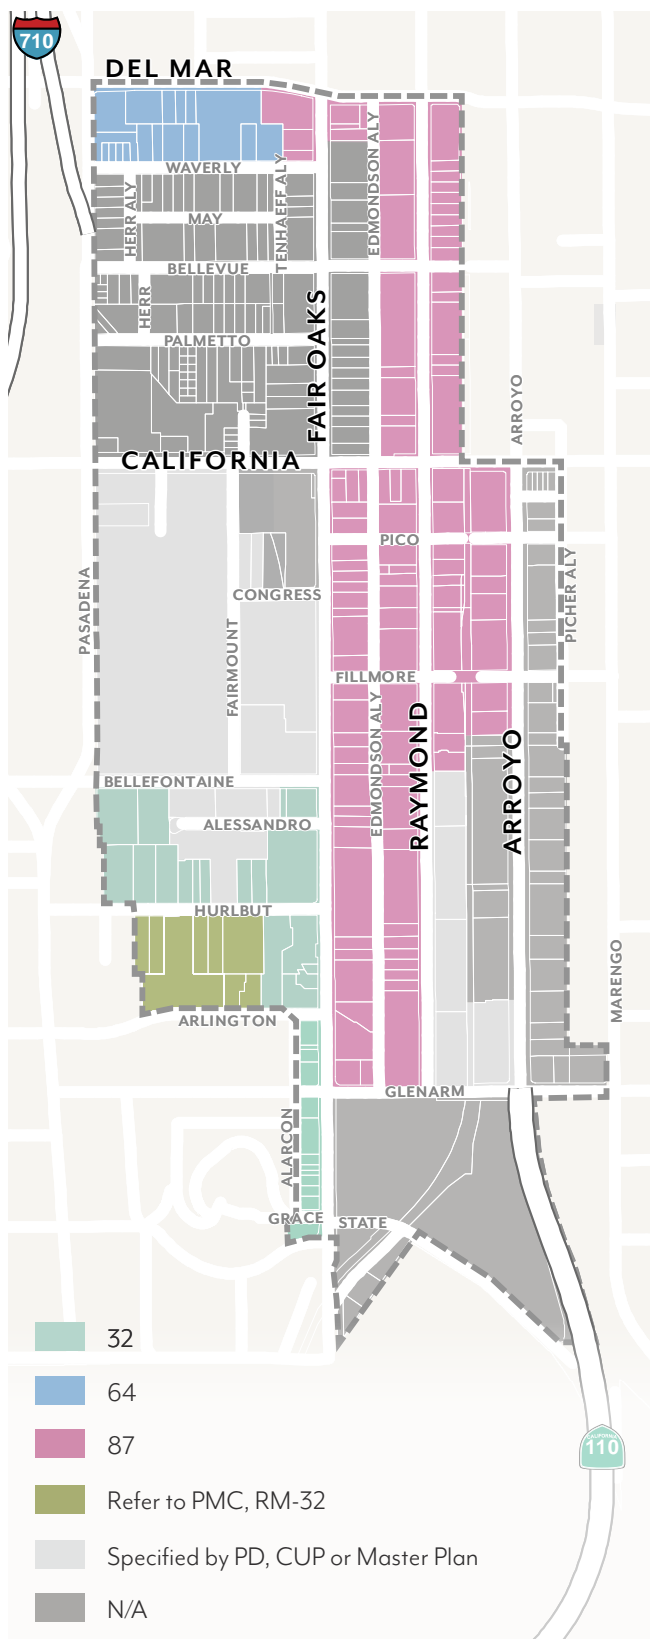 710
DEL MAR
EDMONDSON ALY
WAVERLY
TENHAEFF ALY
HERR ALY
MAY
BELLEVUE
HERR
FAIR OAKS
PALMETTO
ARROYO
CALIFORNIA
PICO
PICHER ALY
PASADENA
CONGRESS
FAIRMOUNT
FILLMORE
EDMONDSON ALY
RAYMOND
ARROYO
BELLEFONTAINE
ALESSANDRO
HURLBUT
MARENGO
ARLINGTON
GLENARM
ALARCON
GRACE
STATE
32
64
87
CALIFORNIA
110
Refer to PMC, RM-32
Specified by PD, CUP or Master Plan
N/A